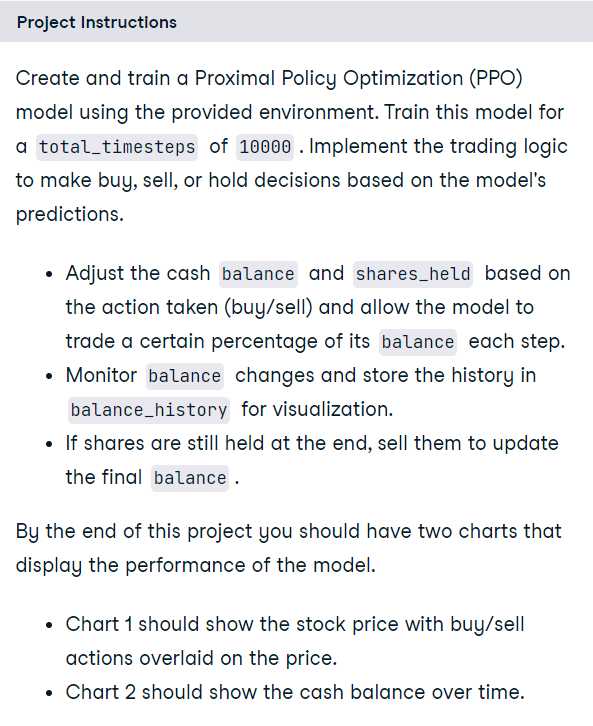 Project Instructions
Create and train a Proximal Policy Optimization (PPO)
model using the provided environment. Train this model for
a total_timesteps of 10000 . Implement the trading logic
to make buy, sell, or hold decisions based on the model's
predictions.
• Adjust the cash balance and shares_held based on
the action taken (buy/sell) and allow the model to
trade a certain percentage of its balance each step.
• Monitor balance changes and store the history in
balance_history for visualization.
• If shares are still held at the end, sell them to update
the final balance .
By the end of this project you should have two charts that
display the performance of the model.
• Chart 1 should show the stock price with buy/sell
actions overlaid on the price.
• Chart 2 should show the cash balance over time.